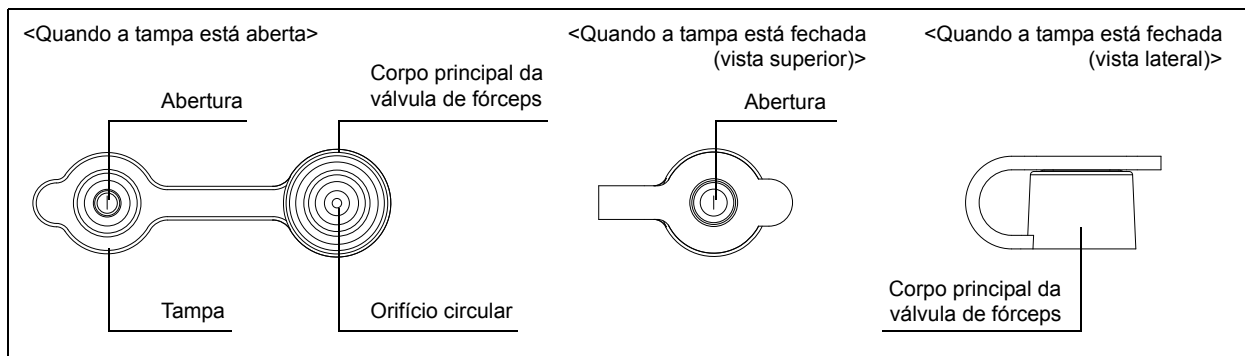 <Quando a tampa está aberta>
Abertura
Corpo principal da
válvula de fórceps
Tampa
Orifício circular
<Quando a tampa está fechada
(vista superior)>
Abertura
<Quando a tampa está fechada
(vista lateral)>
Corpo principal da
válvula de fórceps